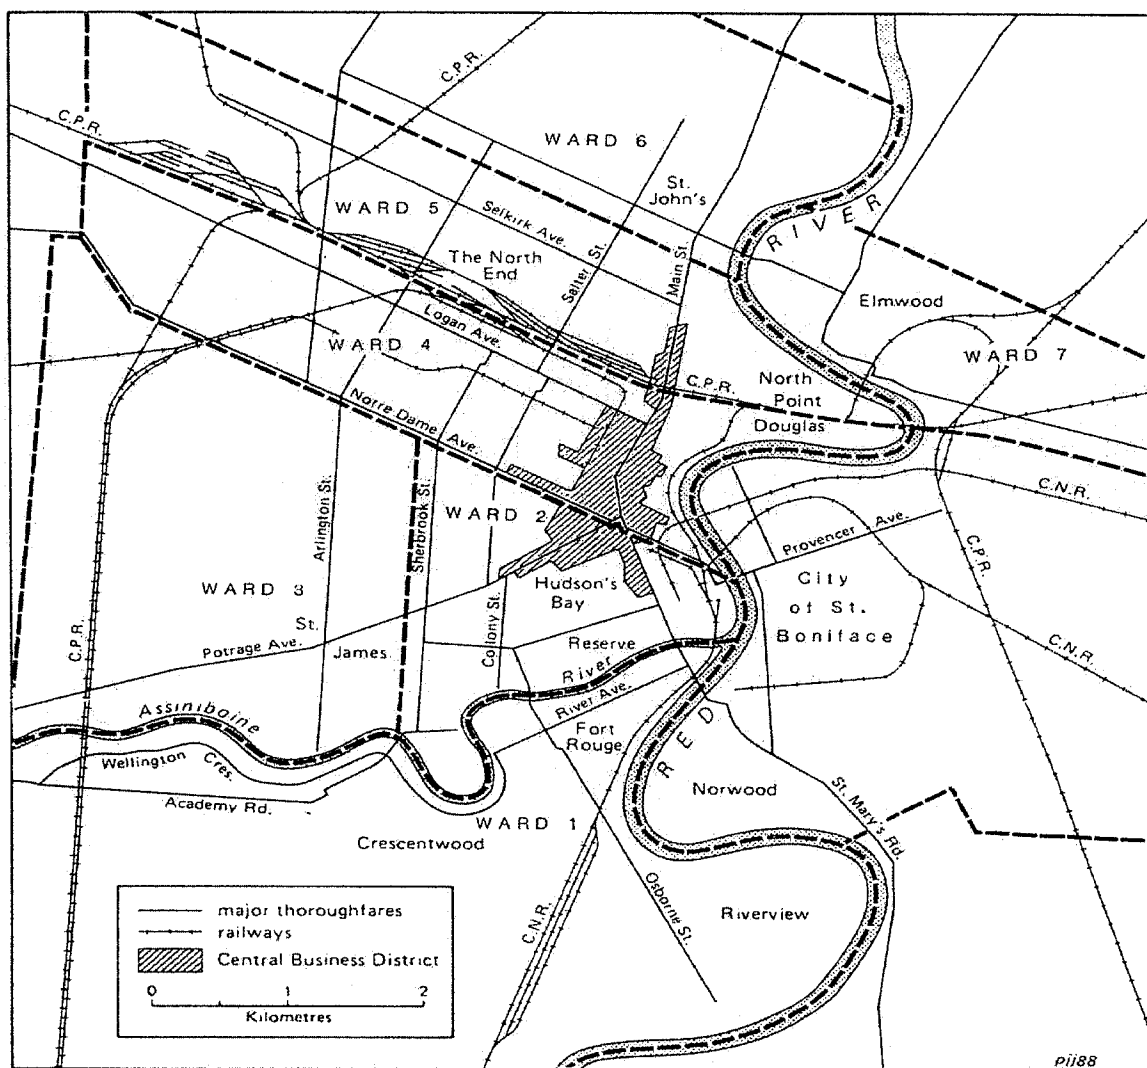 C.P.R.
C.P.R.
WARD 6
St.
John's
WARD 5
Selkirk Ave.
RIVER
The North
End
Salter St.
Main St.
Elmwood
Logan Ave.
WARD 4
WARD 7
C.P.R.
North
Point
Douglas
Notre Dame Ave.
C.N.R.
Arlington St.
Sherbrook St.
WARD 2
Provencer Ave.
C.P.R.
WARD 3
Hudson's
Bay
City
of St.
Boniface
St.
James
Colony St.
Reserve
Potrage Ave.
C.P.R.
C.N.R.
River
River Ave.
Assiniboine
Fort
Rouge
RED
Wellington Cres.
Academy Rd.
Norwood
St. Mary's Rd.
WARD 1
Crescentwood
Osborne St.
Riverview
C.N.R.
major thoroughfares
railways
Central Business District
0 1 2
Kilometres
PJJ88